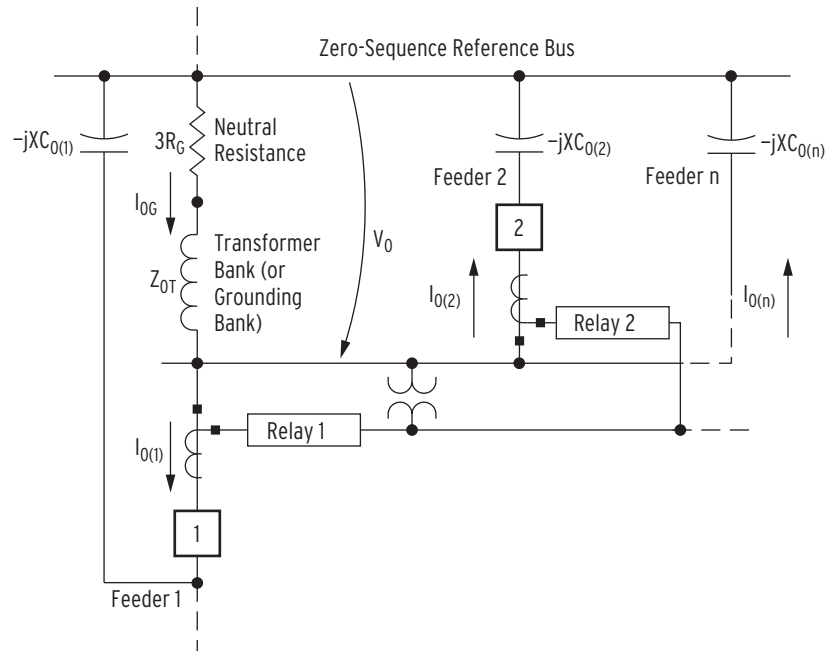 Zero-Sequence Reference Bus
–jXC0(1)
3RG
Neutral
Resistance
–jXC0(2)
–jXC0(n)
Feeder 2
Feeder n
I0G
2
Transformer
Bank (or
Grounding
Bank)
V0
Z0T
I0(2)
I0(n)
Relay 2
Relay 1
I0(1)
1
Feeder 1